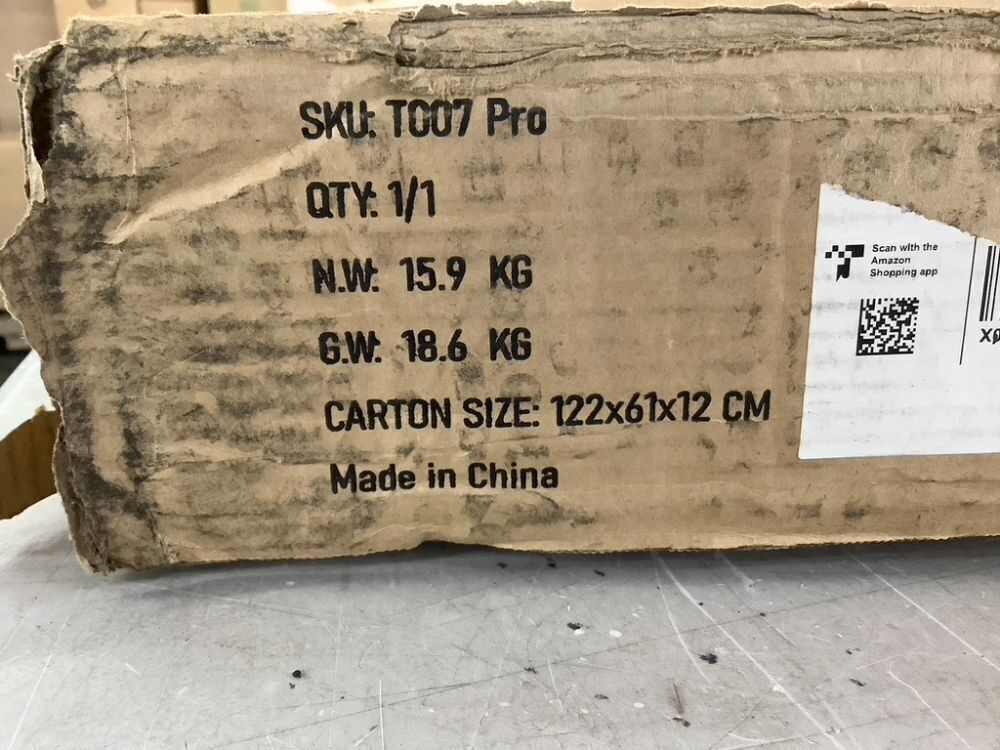 SKU: T007 Pro
QTY: 1/1
N.W: 15.9 KG
G.W: 18.6 KG
CARTON SIZE: 122x61x12 CM
Made in China
Scan with the
Amazon
Shopping app